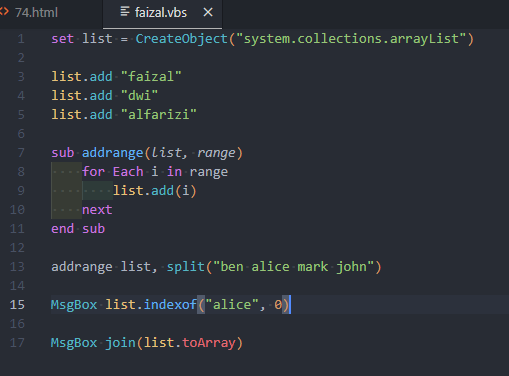 <> 74.html faizal.vbs ×
1 set list = CreateObject("system.collections.arrayList")
2
3 list.add "faizal"
4 list.add "dwi"
5 list.add "alfarizi"
6
7 sub addrange(list, range)
8 for Each i in range
9 list.add(i)
10 next
11 end sub
12
13 addrange list, split("ben alice mark john")
14
15 MsgBox list.indexof("alice", 0)
16
17 MsgBox join(list.toArray)